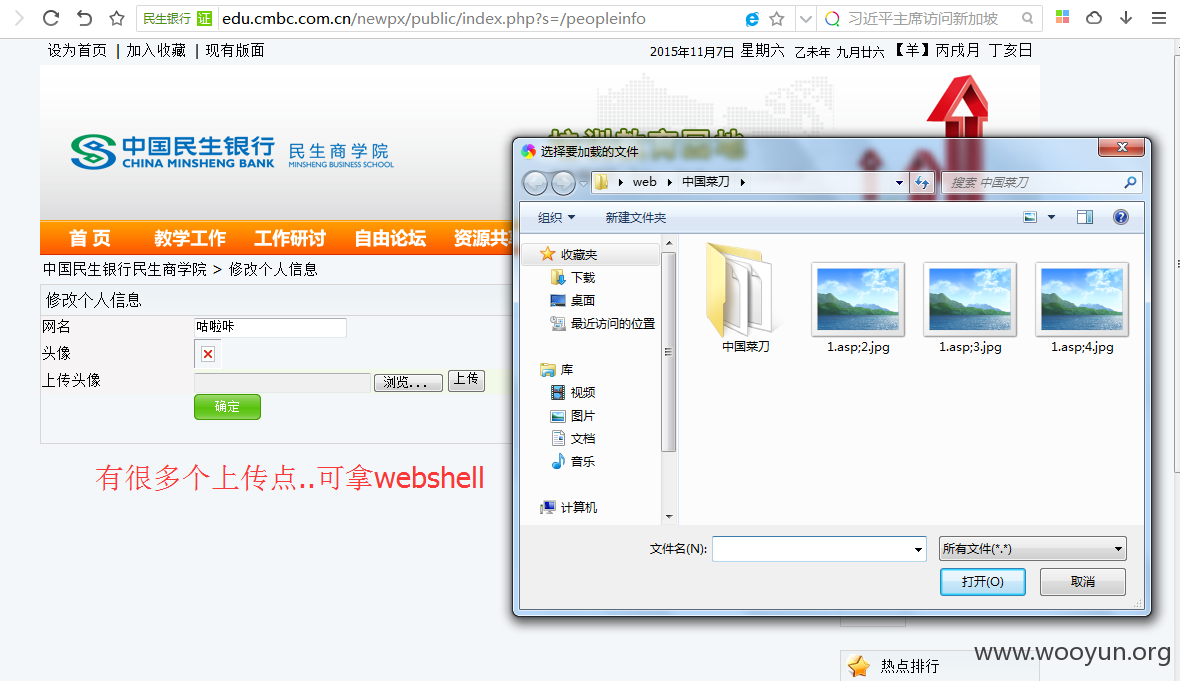 民生银行 证 edu.cmbc.com.cn/newpx/public/index.php?s=/peopleinfo 习近平主席访问新加坡
设为首页 | 加入收藏 | 现有版面 2015年11月7日 星期六 乙未年 九月廿六 【羊】丙戌月 丁亥日
中国民生银行 民生商学院
CHINA MINSHENG BANK MINSHENG BUSINESS SCHOOL
首 页 教学工作 工作研讨 自由论坛 资源共享
中国民生银行民生商学院 > 修改个人信息
修改个人信息
网名 咕啦咔
头像
上传头像 浏览... 上传
确定
有很多个上传点..可拿webshell
选择要加载的文件
web 中国菜刀 搜索 中国菜刀
组织 新建文件夹
收藏夹
下载
桌面
最近访问的位置
库
视频
图片
文档
音乐
计算机
中国菜刀 1.asp;2.jpg 1.asp;3.jpg 1.asp;4.jpg
文件名(N): 所有文件(*.*)
打开(O) 取消
热点排行
www.wooyun.org